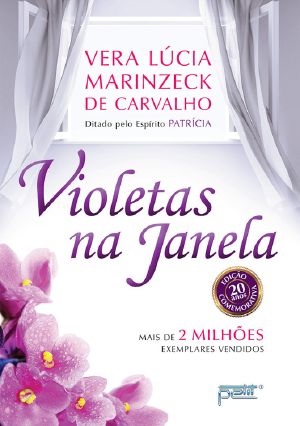 VERA LÚCIA
MARINZECK
DE CARVALHO
Ditado pelo Espírito PATRÍCIA
Violetas
na Janela
EDIÇÃO
20
anos
COMEMORATIVA
MAIS DE 2 MILHÕES
EXEMPLARES VENDIDOS
petit